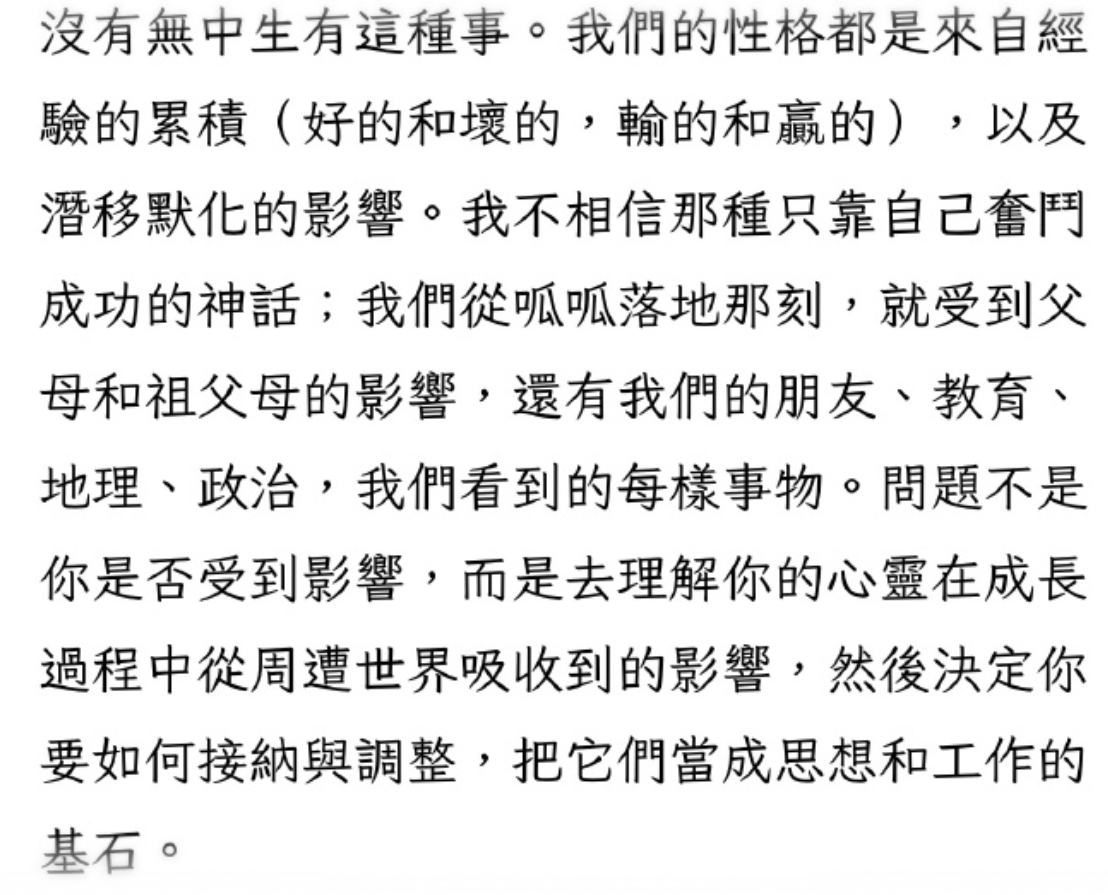 沒有無中生有這種事。我們的性格都是來自經
驗的累積（好的和壞的，輸的和贏的），以及
潛移默化的影響。我不相信那種只靠自己奮鬥
成功的神話；我們從呱呱落地那刻，就受到父
母和祖父母的影響，還有我們的朋友、教育、
地理、政治，我們看到的每樣事物。問題不是
你是否受到影響，而是去理解你的心靈在成長
過程中從周遭世界吸收到的影響，然後決定你
要如何接納與調整，把它們當成思想和工作的
基石。